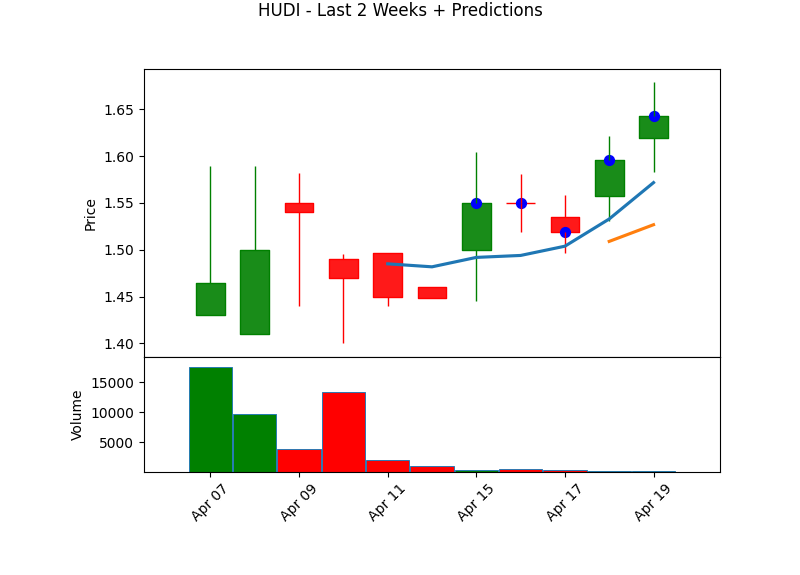 HUDI - Last 2 Weeks + Predictions
Price
1.65
1.60
1.55
1.50
1.45
1.40
Volume
15000
10000
5000
Apr 07
Apr 09
Apr 11
Apr 15
Apr 17
Apr 19